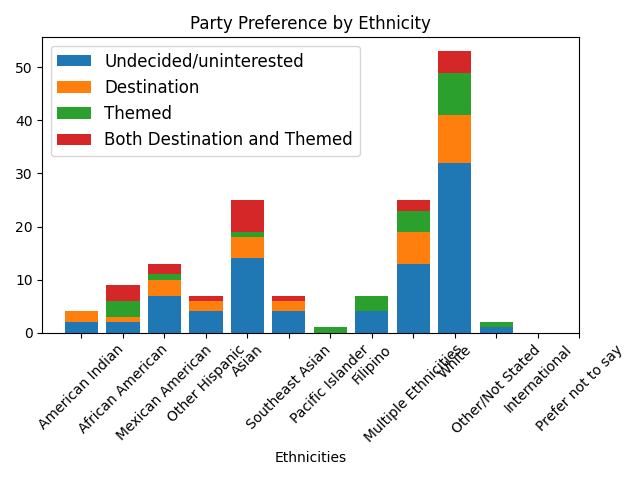 Party Preference by Ethnicity
Undecided/uninterested
Destination
Themed
Both Destination and Themed
50
40
30
20
10
0
American Indian
African American
Mexican American
Other Hispanic
Asian
Southeast Asian
Pacific Islander
Filipino
Multiple Ethnicities
White
Other/Not Stated
International
Prefer not to say
Ethnicities